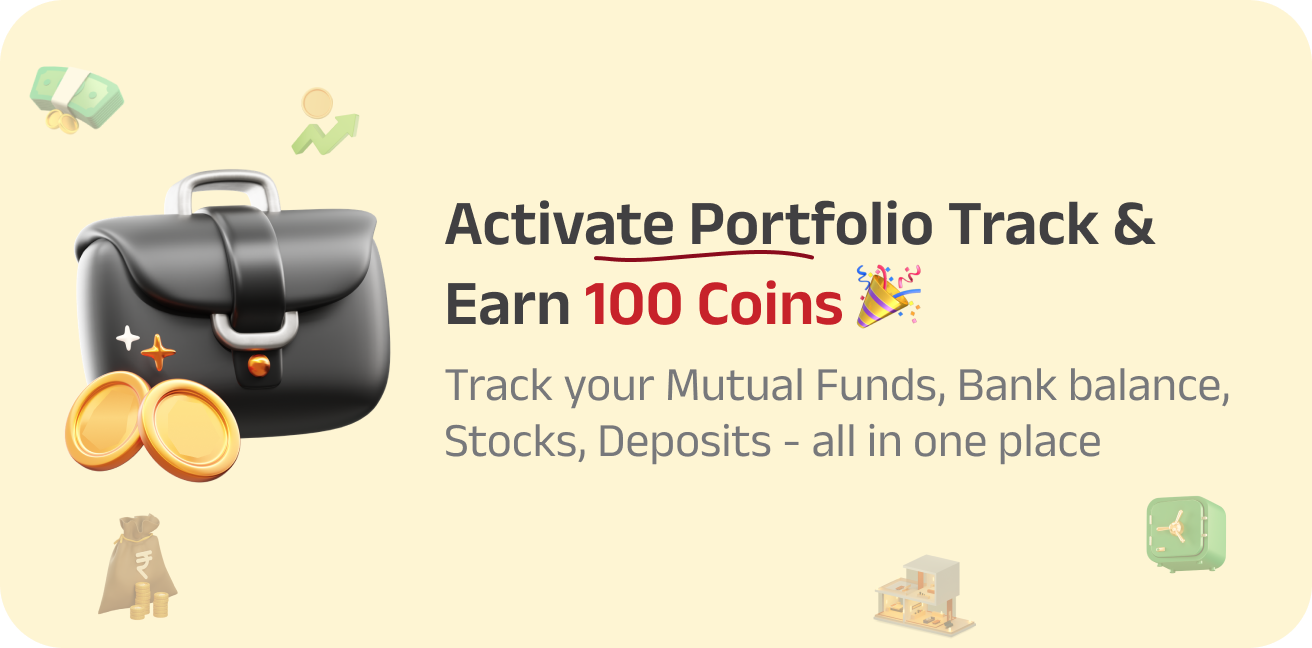 Activate Portfolio Track &
Earn 100 Coins 🎉
Track your Mutual Funds, Bank balance,
Stocks, Deposits - all in one place
₹